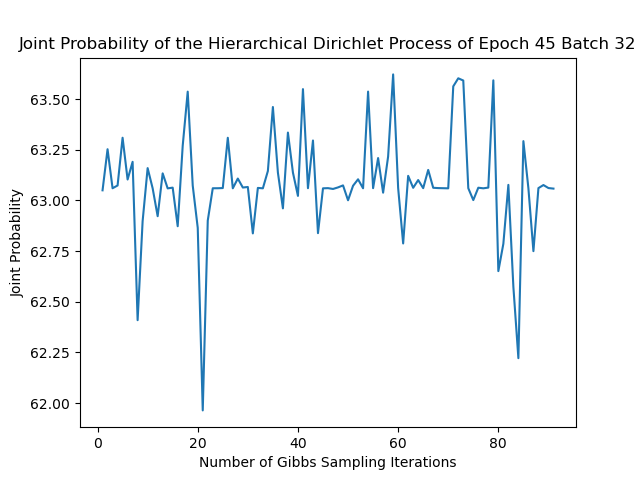 Joint Probability of the Hierarchical Dirichlet Process of Epoch 45 Batch 32
63.50
63.25
63.00
62.75
62.50
62.25
62.00
Joint Probability
0 20 40 60 80
Number of Gibbs Sampling Iterations